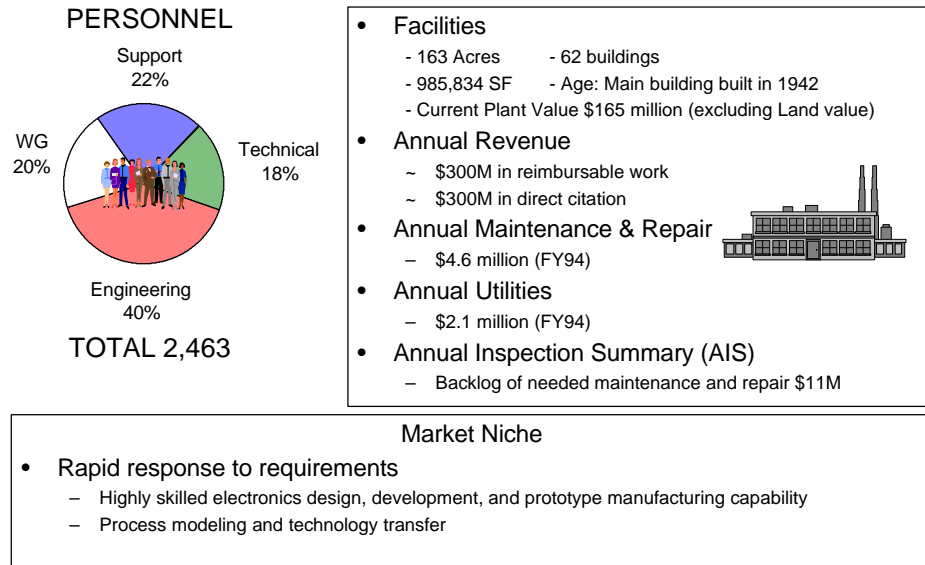 PERSONNEL
Support
22%
WG
20%
Technical
18%
Engineering
40%
TOTAL 2,463
• Facilities
- 163 Acres - 62 buildings
- 985,834 SF - Age: Main building built in 1942
- Current Plant Value $165 million (excluding Land value)
• Annual Revenue
~ $300M in reimbursable work
~ $300M in direct citation
• Annual Maintenance & Repair
– $4.6 million (FY94)
• Annual Utilities
– $2.1 million (FY94)
• Annual Inspection Summary (AIS)
– Backlog of needed maintenance and repair $11M
Market Niche
• Rapid response to requirements
– Highly skilled electronics design, development, and prototype manufacturing capability
– Process modeling and technology transfer